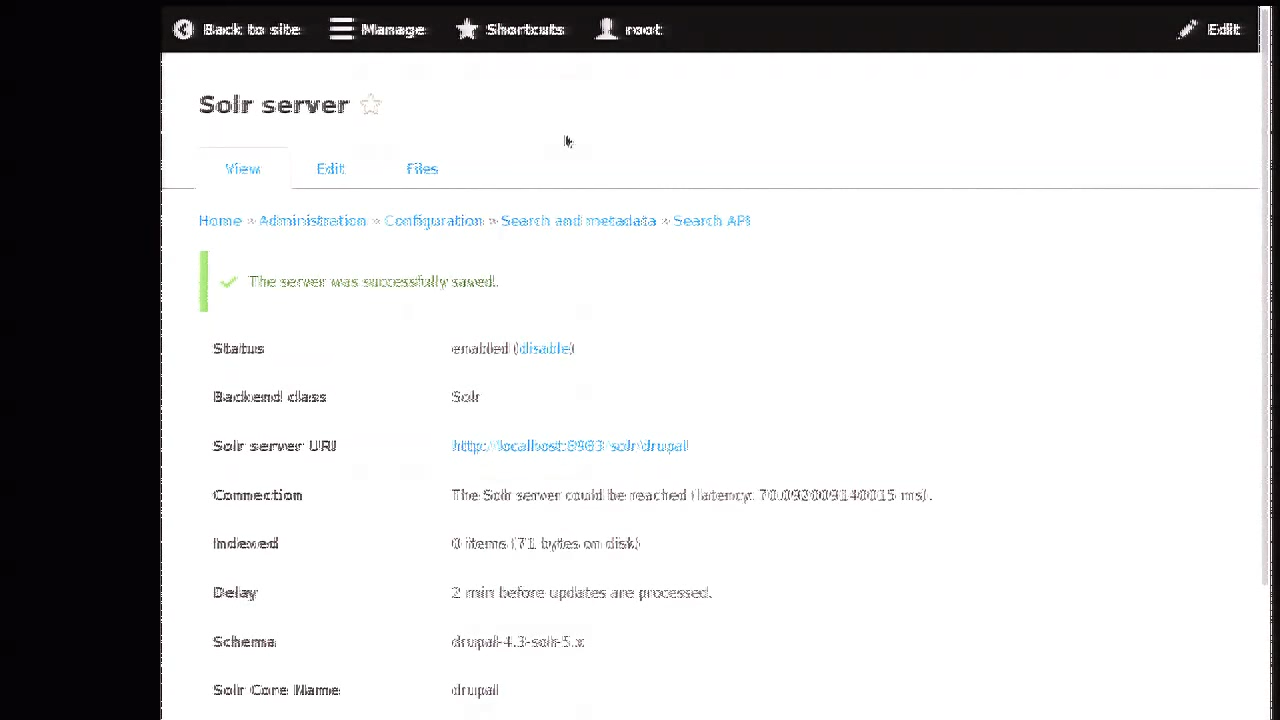 Back to site Manage Shortcuts root Edit
Solr server
View Edit Files
Home » Administration » Configuration » Search and metadata » Search API
The server was successfully saved.
Status enabled (disable)
Backend class Solr
Solr server URI http://localhost:8983/solr/drupal
Connection The Solr server could be reached (latency: 70.092009140015 ms).
Indexed 0 items (71 bytes on disk)
Delay 2 min before updates are processed.
Schema drupal-4.3-solr-5.x
Solr Core Name drupal